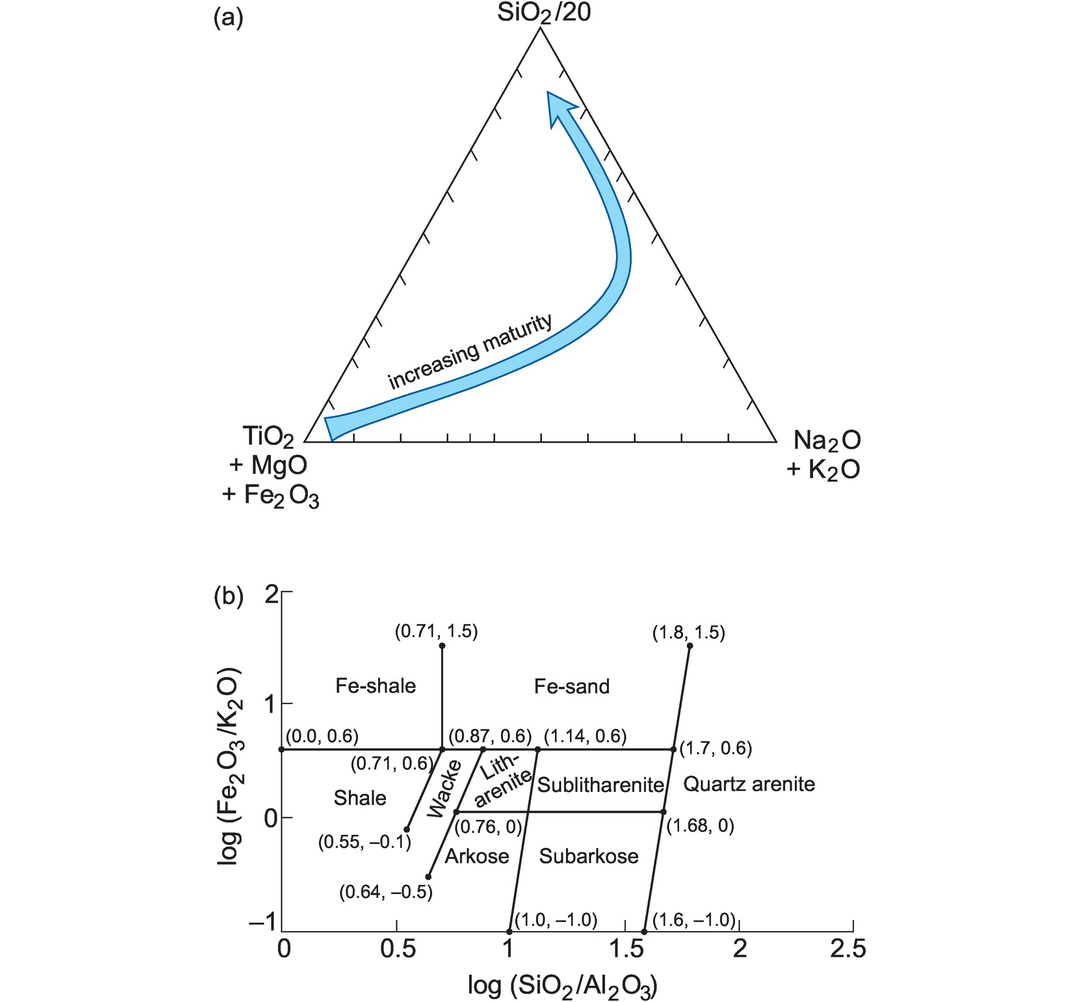 (a)
SiO₂/20
increasing maturity
TiO₂
+ MgO
+ Fe₂O₃
Na₂O
+ K₂O
(b)
log (Fe₂O₃/K₂O)
2
1
0
–1
(0.71, 1.5)
(1.8, 1.5)
Fe-shale
Fe-sand
(0.0, 0.6)
(0.87, 0.6)
(1.14, 0.6)
(1.7, 0.6)
(0.71, 0.6)
Shale
Wacke
Lith-
arenite
Sublitharenite
Quartz arenite
(0.55, –0.1)
(0.76, 0)
(1.68, 0)
Arkose
Subarkose
(0.64, –0.5)
(1.0, –1.0)
(1.6, –1.0)
0
0.5
1
1.5
2
2.5
log (SiO₂/Al₂O₃)